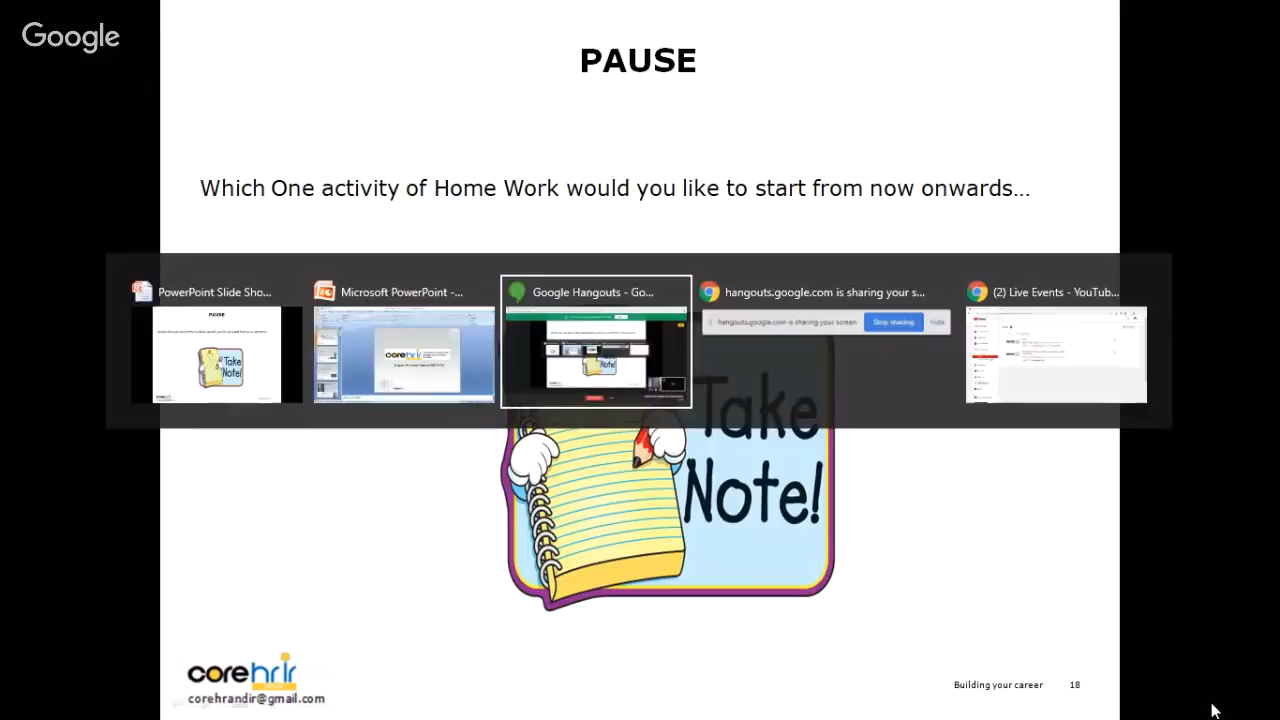 Google
PAUSE
Which One activity of Home Work would you like to start from now onwards...
PowerPoint Slide Sho...
Microsoft PowerPoint -...
Google Hangouts - Go...
hangouts.google.com is sharing your s...
(2) Live Events - YouTub...
hangouts.google.com is sharing your screen.
Stop sharing
Hide
Take
Note!
corehrir
corehrandir@gmail.com
Building your career
18